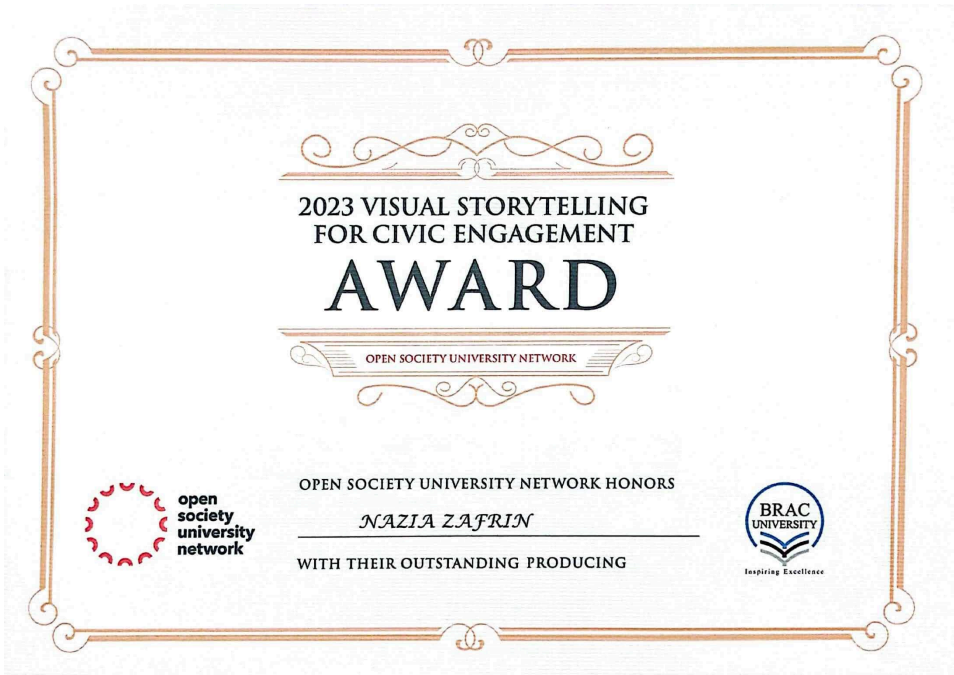 2023 VISUAL STORYTELLING
FOR CIVIC ENGAGEMENT
AWARD
OPEN SOCIETY UNIVERSITY NETWORK
OPEN SOCIETY UNIVERSITY NETWORK HONORS
NAZIA ZAFRIN
WITH THEIR OUTSTANDING PRODUCING
open
society
university
network
BRAC
UNIVERSITY
Inspiring Excellence